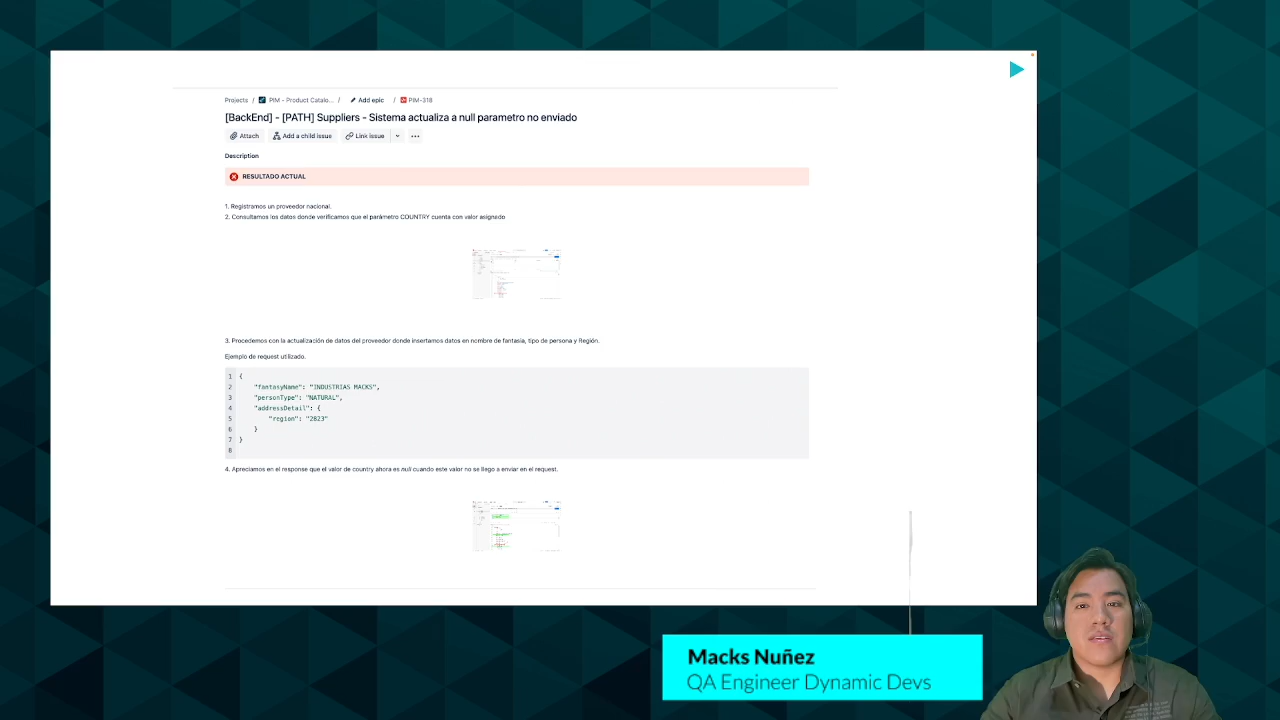 Projects / PIM - Product Catalo... / Add epic / PIM-318
[BackEnd] - [PATH] Suppliers - Sistema actualiza a null parametro no enviado
Attach Add a child issue Link issue
Description
RESULTADO ACTUAL
1. Registramos un proveedor nacional.
2. Consultamos los datos donde verificamos que el parámetro COUNTRY cuenta con valor asignado
3. Procedemos con la actualización de datos del proveedor donde insertamos datos en nombre de fantasia, tipo de persona y Región.
Ejemplo de request utilizado.
1 {
2 "fantasyName": "INDUSTRIAS MACKS",
3 "personType": "NATURAL",
4 "addressDetail": {
5 "region": "2823"
6 }
7 }
8
4. Apreciamos en el response que el valor de country ahora es null cuando este valor no se llego a enviar en el request.
Macks Nuñez
QA Engineer Dynamic Devs